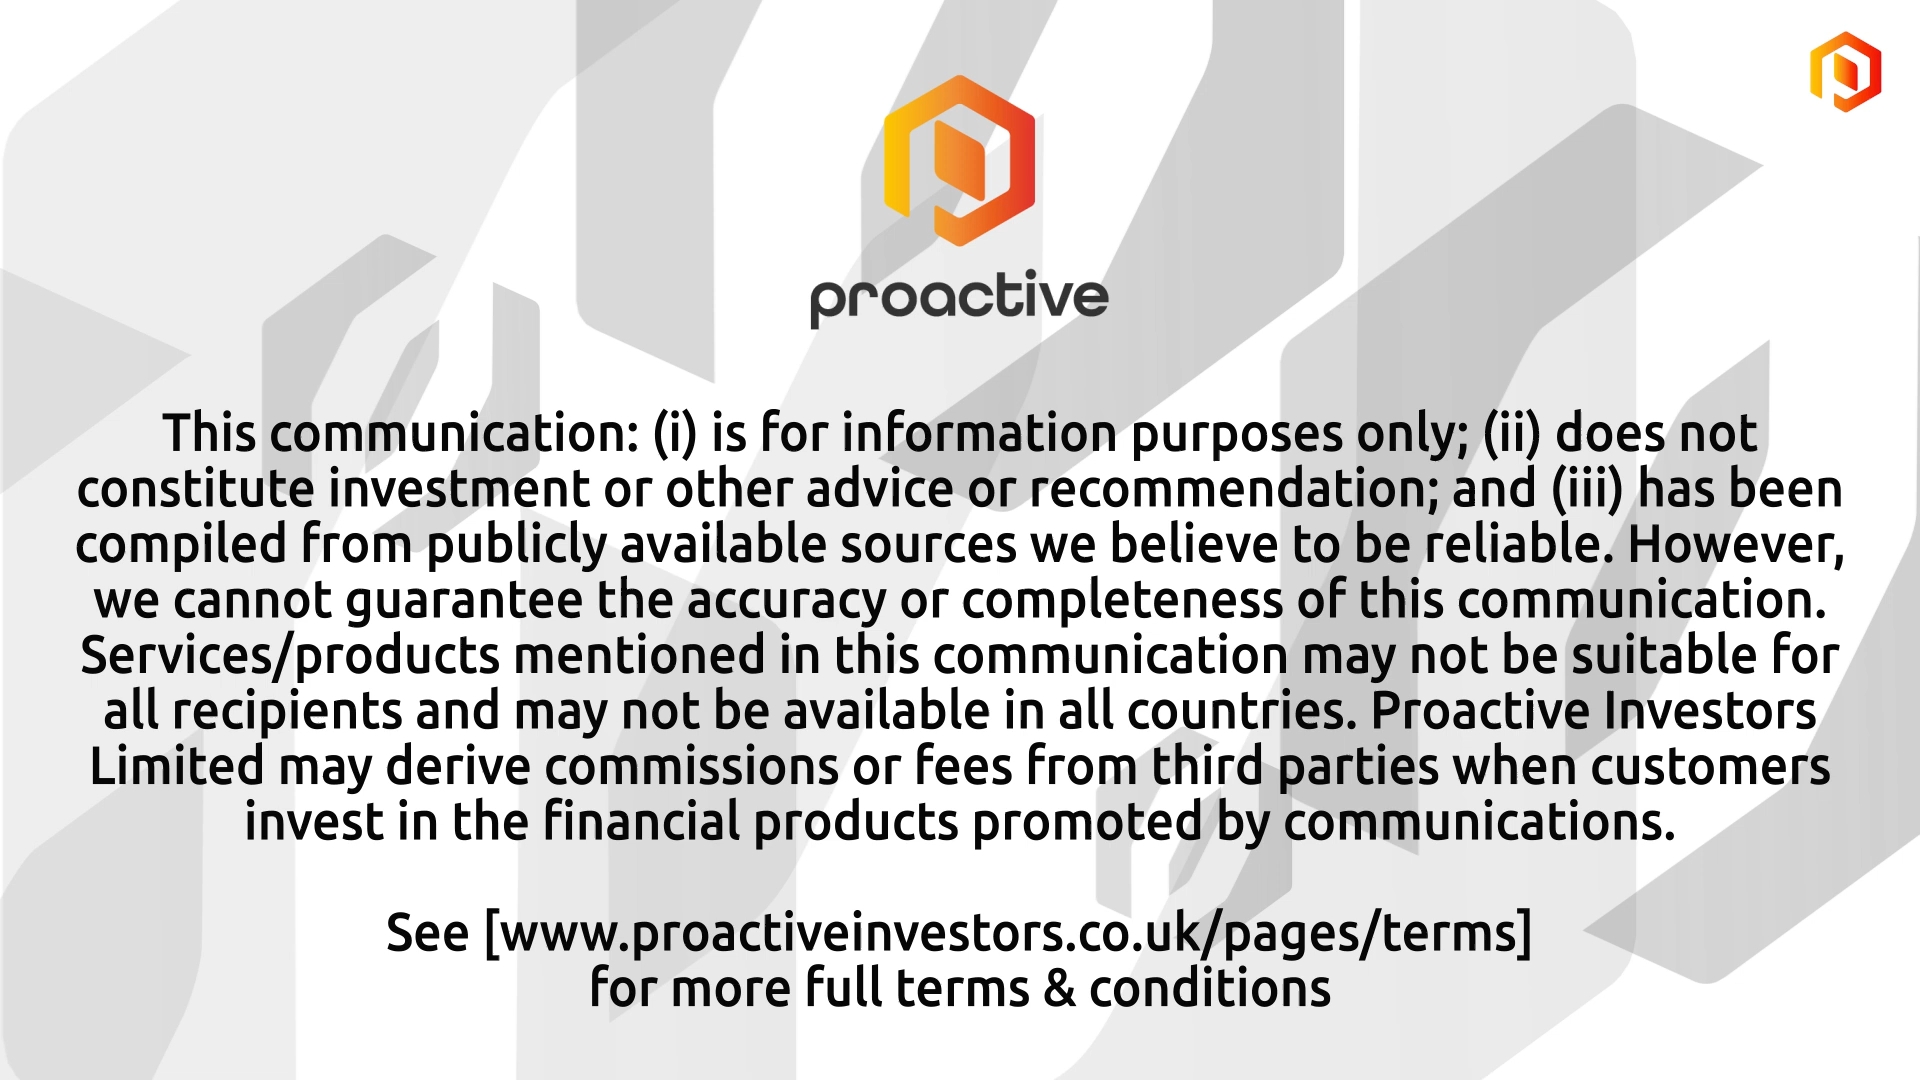 proactive
This communication: (i) is for information purposes only; (ii) does not
constitute investment or other advice or recommendation; and (iii) has been
compiled from publicly available sources we believe to be reliable. However,
we cannot guarantee the accuracy or completeness of this communication.
Services/products mentioned in this communication may not be suitable for
all recipients and may not be available in all countries. Proactive Investors
Limited may derive commissions or fees from third parties when customers
invest in the financial products promoted by communications.
See [www.proactiveinvestors.co.uk/pages/terms]
for more full terms & conditions